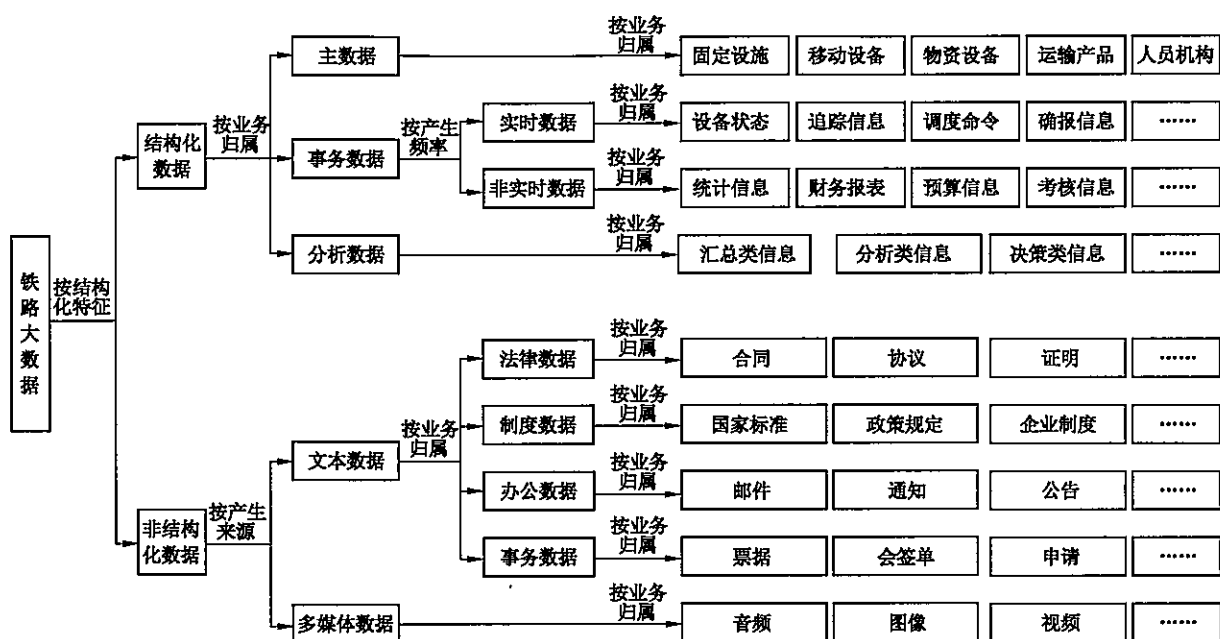 按业务
归属
主数据
固定设施
移动设备
物资设备
运输产品
人员机构
按业务
归属
实时数据
设备状态
追踪信息
调度命令
确报信息
……
结构化
数据
按业务
归属
事务数据
按产生
频率
按业务
归属
非实时数据
统计信息
财务报表
预算信息
考核信息
……
按业务
归属
分析数据
汇总类信息
分析类信息
决策类信息
……
铁
路
大
数
据
按结构
化特征
按业务
归属
法律数据
合同
协议
证明
……
按业务
归属
制度数据
国家标准
政策规定
企业制度
……
文本数据
按业务
归属
按业务
归属
办公数据
邮件
通知
公告
……
非结构
化数据
按产生
来源
按业务
归属
事务数据
票据
会签单
申请
……
按业务
归属
多媒体数据
音频
图像
视频
……